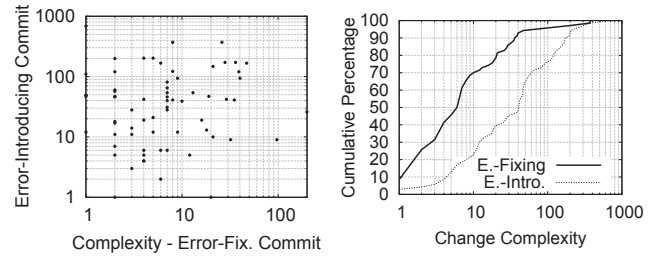 Error-Introducing Commit
1000
100
10
1
1 10 100
Complexity - Error-Fix. Commit
Cumulative Percentage
100
90
80
70
60
50
40
30
20
10
0
E.-Fixing
E.-Intro.
1 10 100 1000
Change Complexity